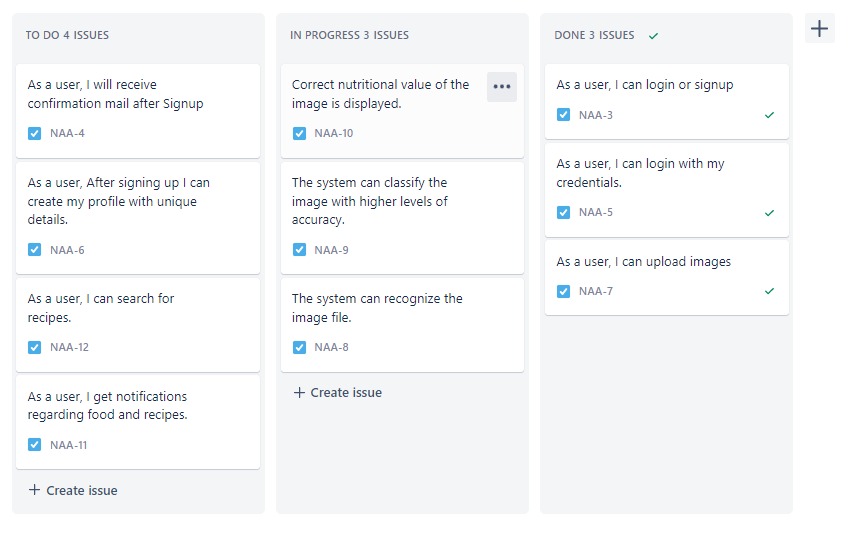 TO DO 4 ISSUES
As a user, I will receive
confirmation mail after Signup
NAA-4
As a user, After signing up I can
create my profile with unique
details.
NAA-6
As a user, I can search for
recipes.
NAA-12
As a user, I get notifications
regarding food and recipes.
NAA-11
+ Create issue
IN PROGRESS 3 ISSUES
Correct nutritional value of the
image is displayed.
NAA-10
The system can classify the
image with higher levels of
accuracy.
NAA-9
The system can recognize the
image file.
NAA-8
+ Create issue
DONE 3 ISSUES
As a user, I can login or signup
NAA-3
As a user, I can login with my
credentials.
NAA-5
As a user, I can upload images
NAA-7